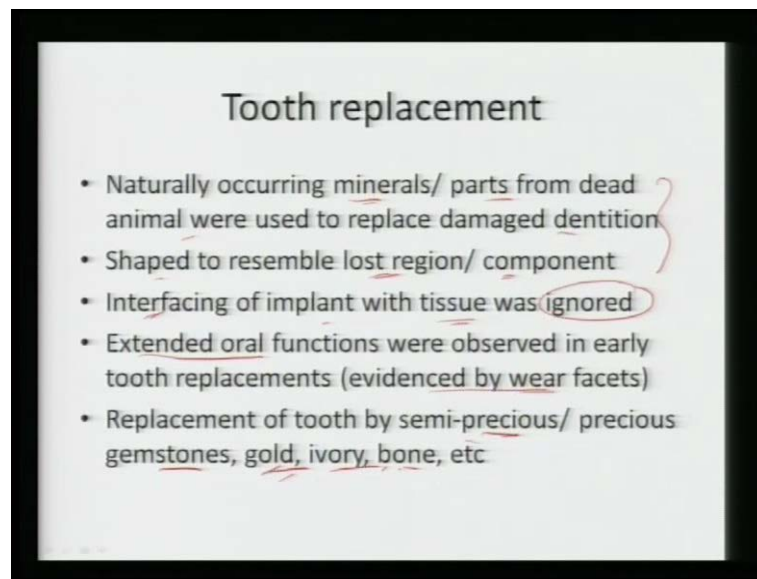 Tooth replacement
• Naturally occurring minerals/ parts from dead
animal were used to replace damaged dentition
• Shaped to resemble lost region/ component
• Interfacing of implant with tissue was ignored
• Extended oral functions were observed in early
tooth replacements (evidenced by wear facets)
• Replacement of tooth by semi-precious/ precious
gemstones, gold, ivory, bone, etc